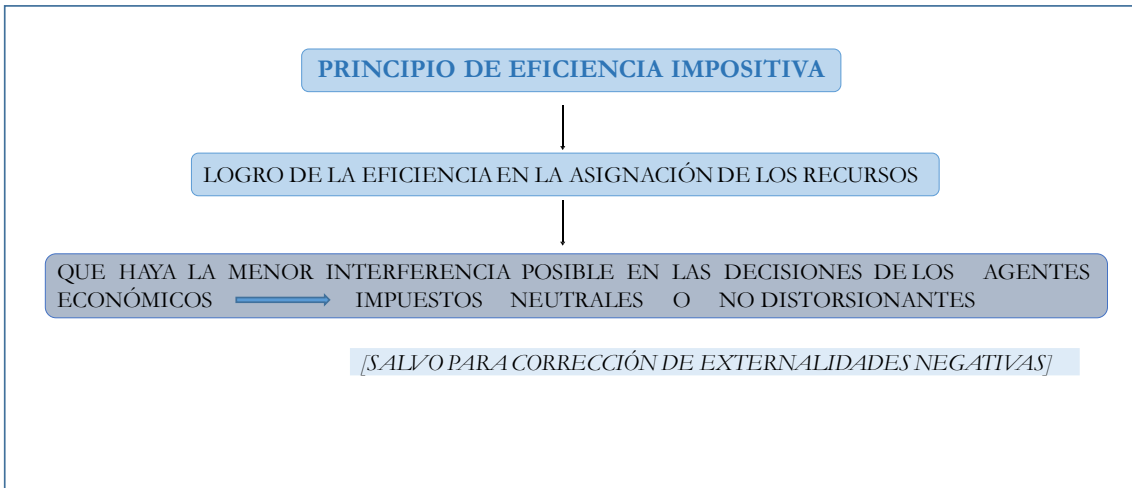 PRINCIPIO DE EFICIENCIA IMPOSITIVA
LOGRO DE LA EFICIENCIA EN LA ASIGNACIÓN DE LOS RECURSOS
QUE HAYA LA MENOR INTERFERENCIA POSIBLE EN LAS DECISIONES DE LOS AGENTES
ECONÓMICOS IMPUESTOS NEUTRALES O NO DISTORSIONANTES
[SALVO PARA CORRECCIÓN DE EXTERNALIDADES NEGATIVAS]